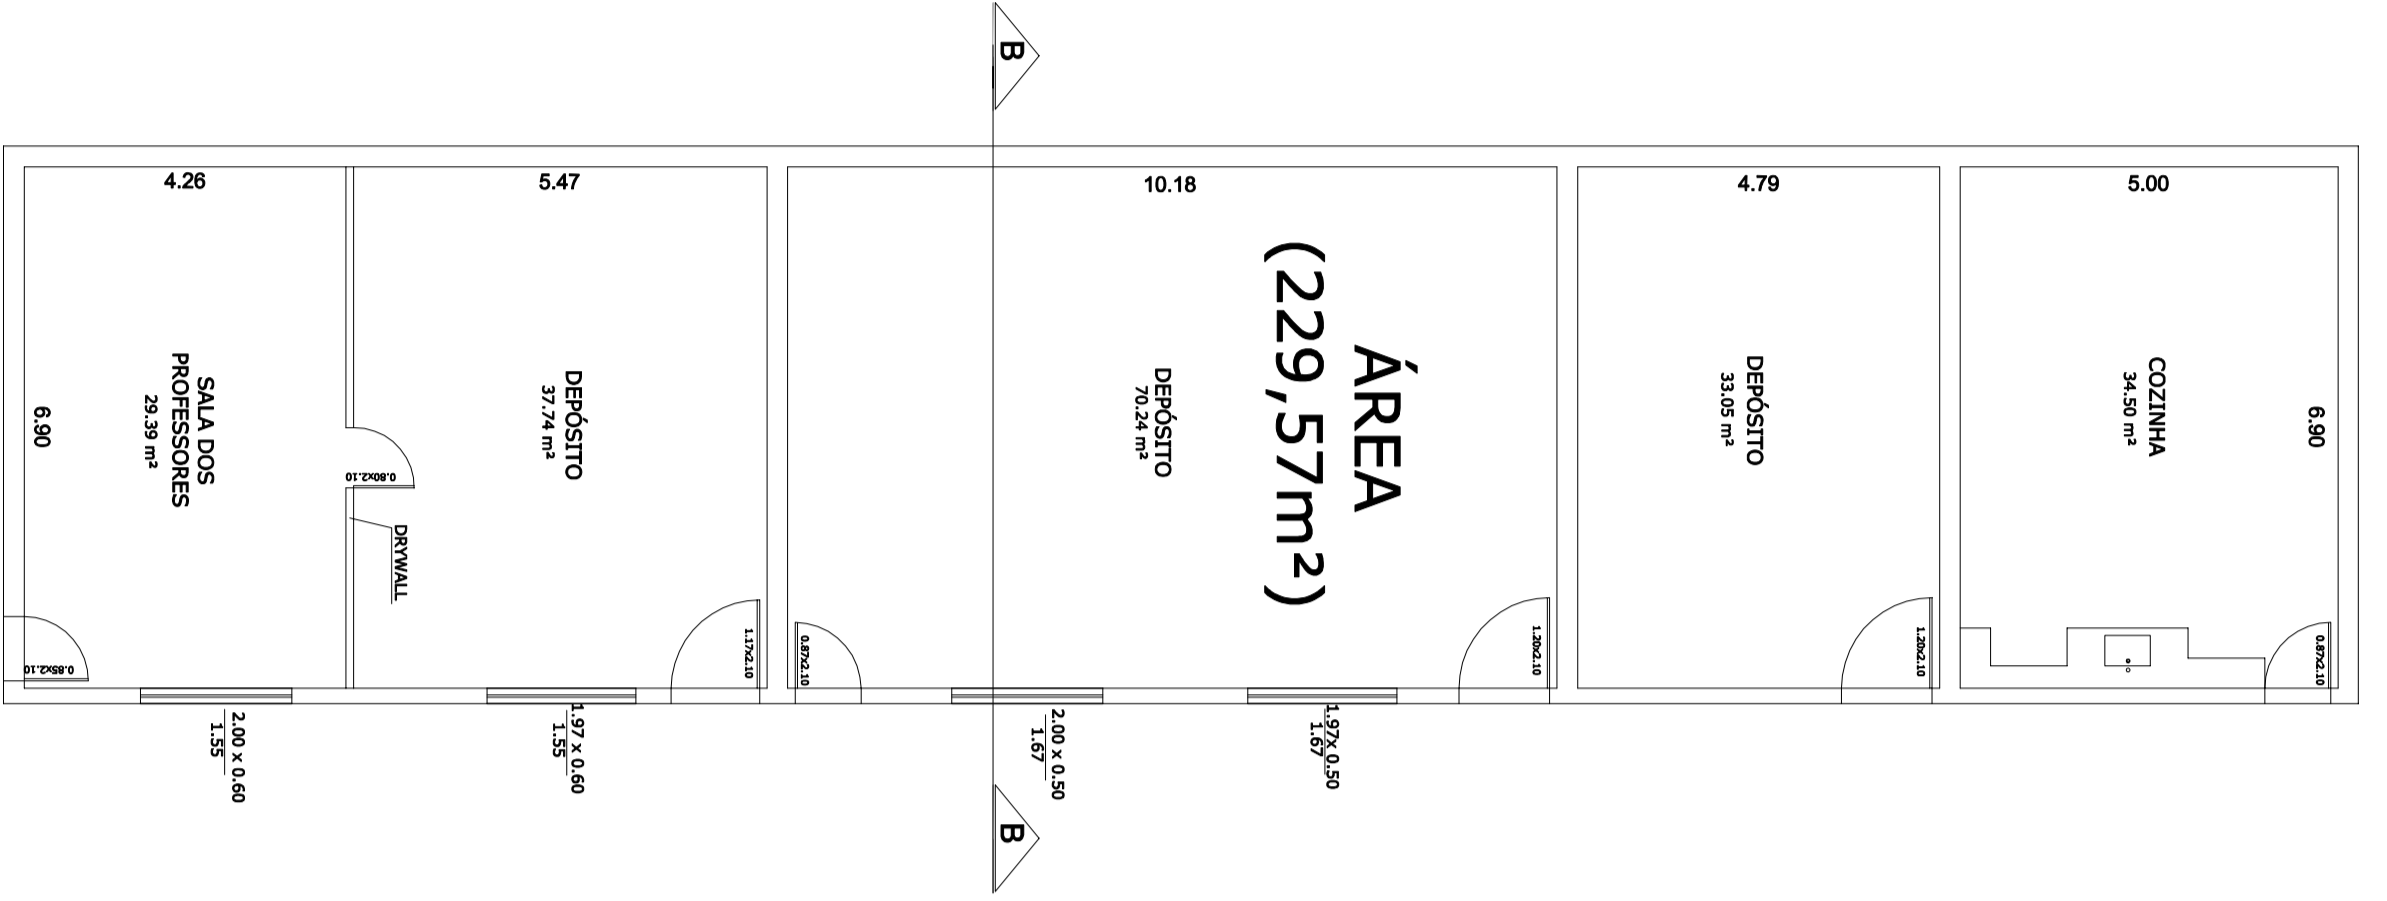 B
4.26
5.47
10.18
4.79
5.00
6.90
SALA DOS
PROFESSORES
29.39 m²
0.80x2.10
DRYWALL
0.85x2.10
DEPÓSITO
37.74 m²
1.17x2.10
0.87x2.10
DEPÓSITO
70.24 m²
ÁREA
(229,57m²)
1.20x2.10
DEPÓSITO
33.05 m²
1.20x2.10
COZINHA
34.50 m²
6.90
0.87x2.10
2.00 x 0.60
1.55
1.97 x 0.60
1.55
2.00 x 0.50
1.67
1.97x 0.50
1.67
B